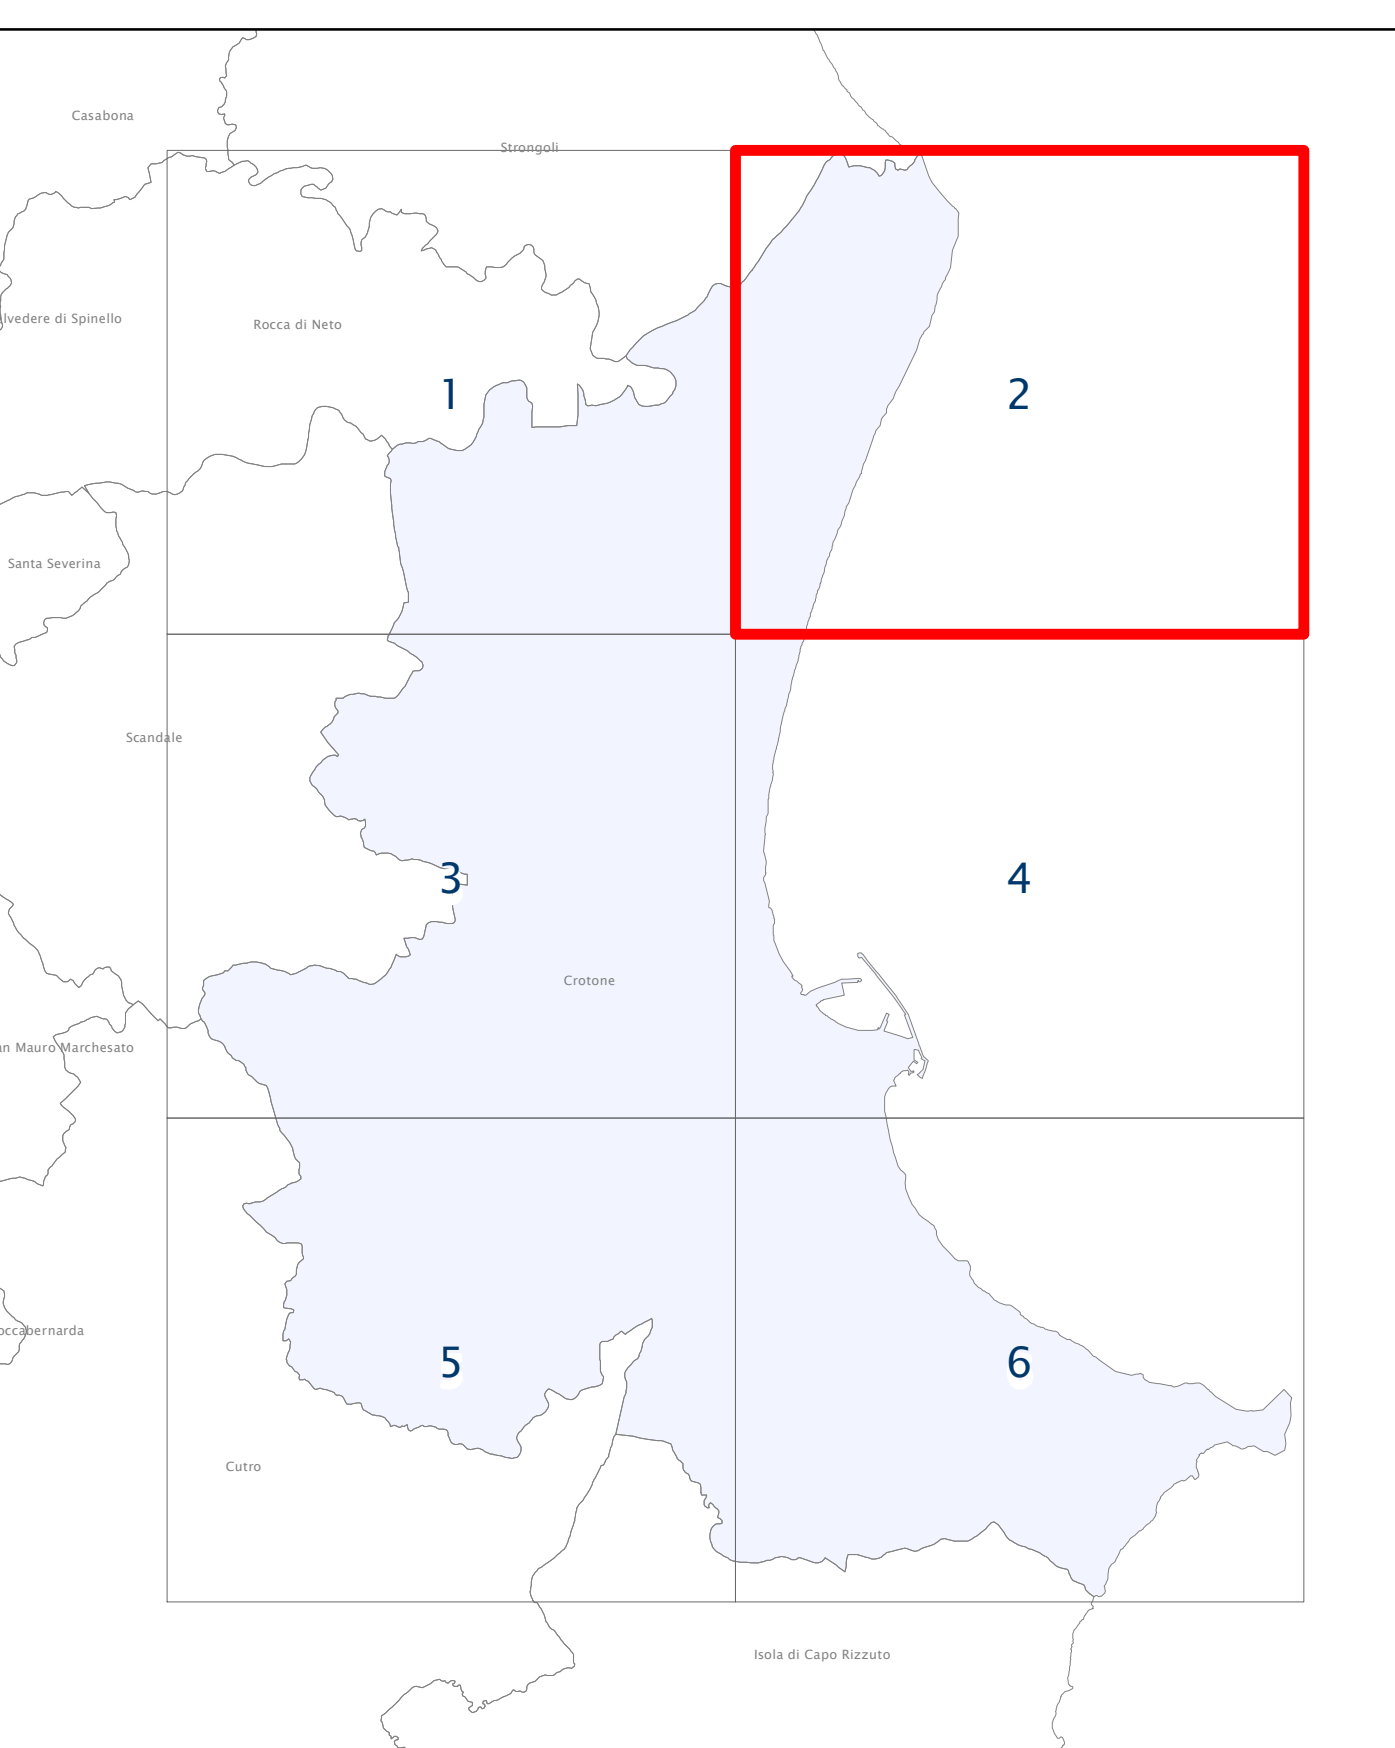 Casabona
Strongoli
lvedere di Spinello
Rocca di Neto
1
2
Santa Severina
Scandale
3
4
Crotone
an Mauro Marchesato
occabernarda
5
6
Cutro
Isola di Capo Rizzuto